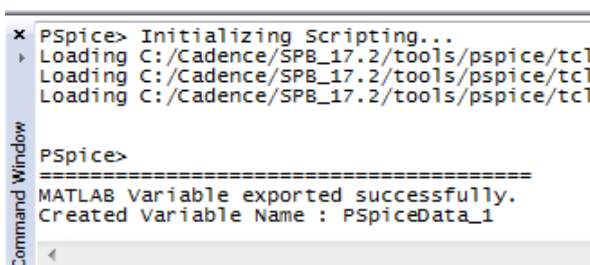 PSpice> Initializing Scripting...
Loading C:/Cadence/SPB_17.2/tools/pspice/tcl
Loading C:/Cadence/SPB_17.2/tools/pspice/tcl
Loading C:/Cadence/SPB_17.2/tools/pspice/tcl
PSpice>
=======================================
MATLAB Variable exported successfully.
Created Variable Name : PSpiceData_1
Command Window